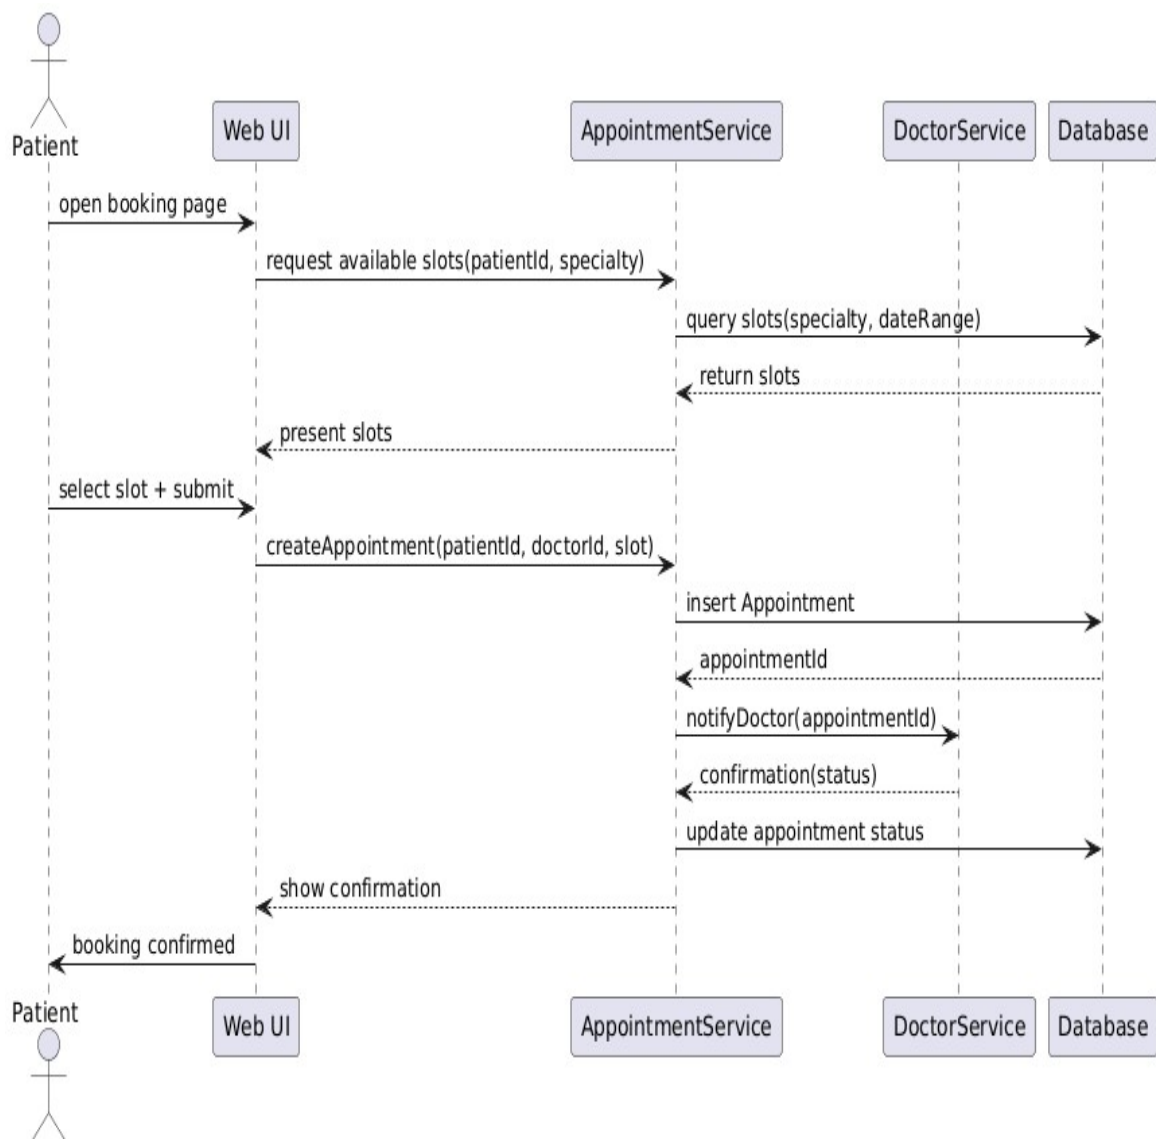 Patient
Web UI
AppointmentService
DoctorService
Database
open booking page
request available slots(patientId, specialty)
query slots(specialty, dateRange)
return slots
present slots
select slot + submit
createAppointment(patientId, doctorId, slot)
insert Appointment
appointmentId
notifyDoctor(appointmentId)
confirmation(status)
update appointment status
show confirmation
booking confirmed
Patient
Web UI
AppointmentService
DoctorService
Database